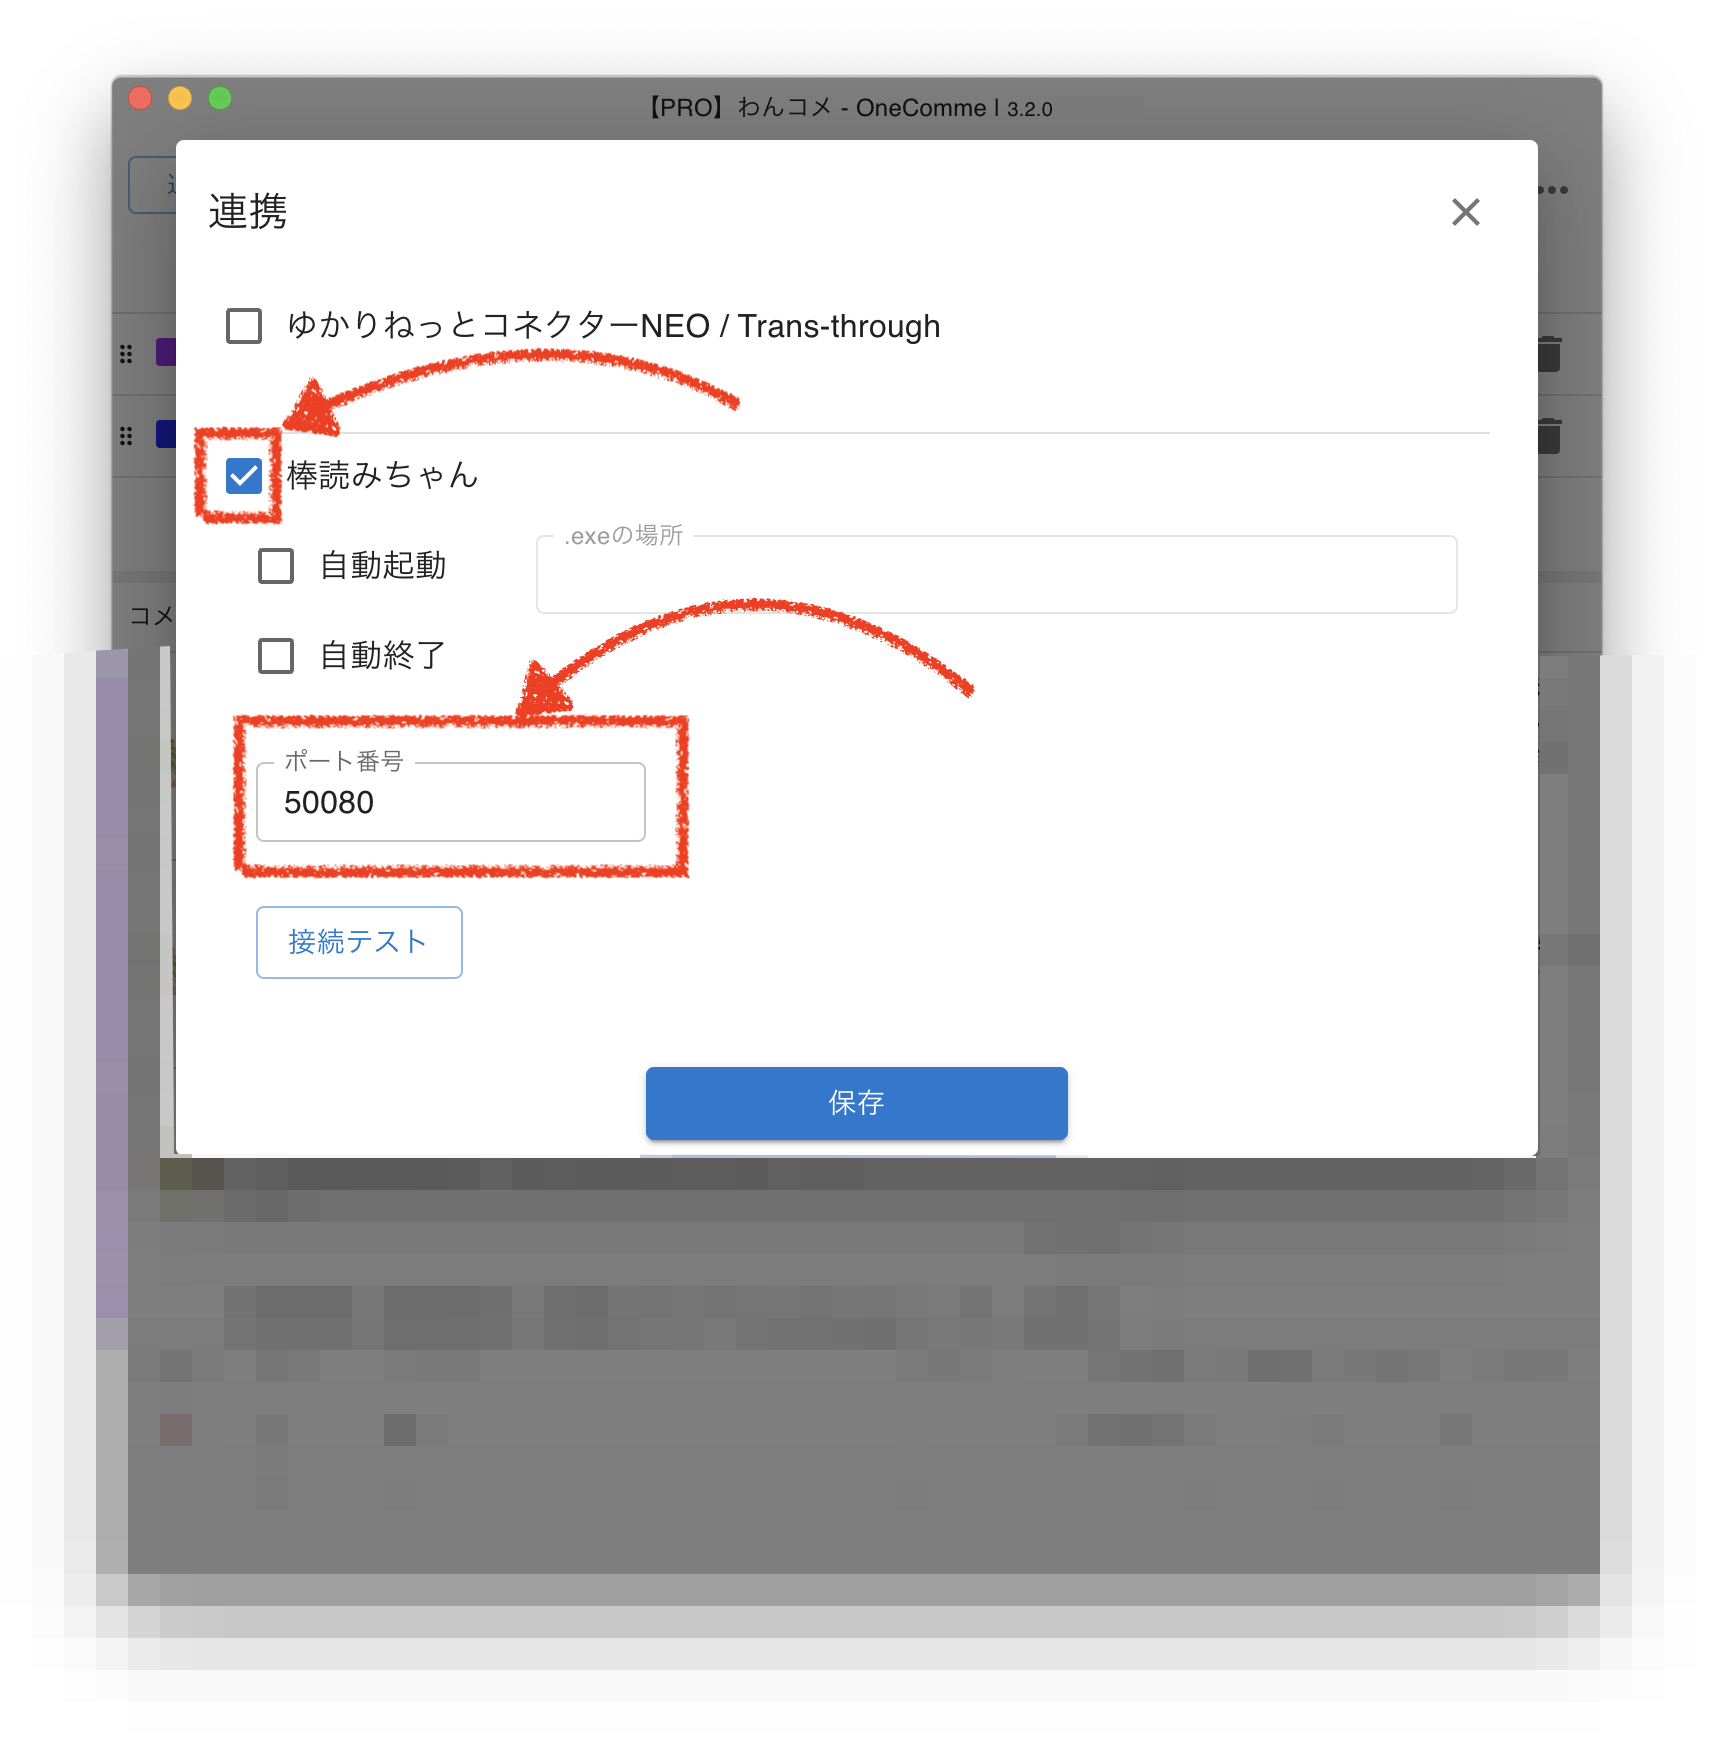 【PRO】わんコメ - OneComme | 3.2.0
連携
ゆかりねっとコネクターNEO / Trans-through
棒読みちゃん
自動起動
.exeの場所
コメ
自動終了
ポート番号
50080
接続テスト
保存